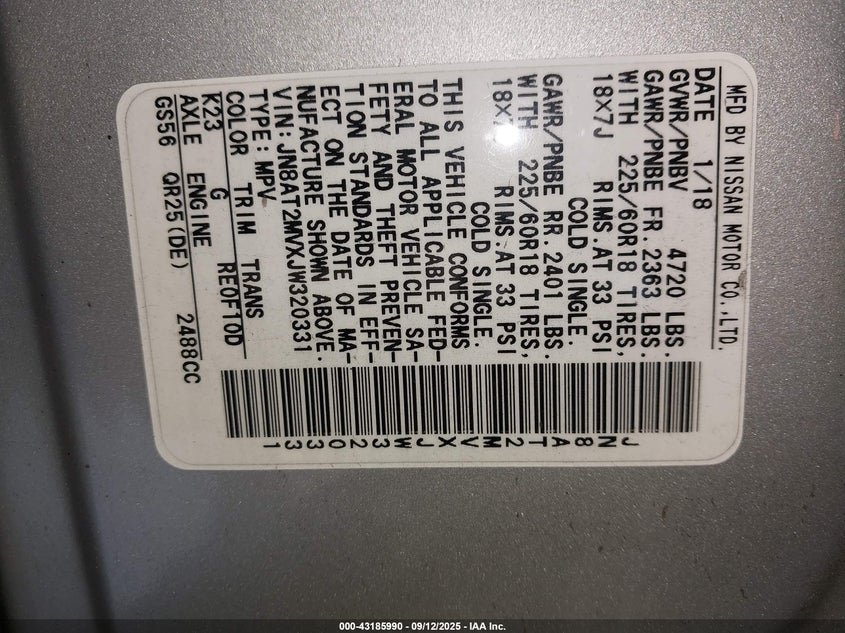 MFD BY NISSAN MOTOR CO.,LTD.
DATE 1/18
GVWR/PNBV 4720 LBS.
GAWR/PNBE FR. 2363 LBS.
WITH 225/60R18 TIRES,
18X7J RIMS.AT 33 PSI
COLD SINGLE.
GAWR/PNBE RR. 2401 LBS.
WITH 225/60R18 TIRES,
18X7 RIMS.AT 33 PSI
COLD SINGLE.
THIS VEHICLE CONFORMS
TO ALL APPLICABLE FED-
ERAL MOTOR VEHICLE SA-
FETY AND THEFT PREVEN-
TION STANDARDS IN EFF-
ECT ON THE DATE OF MA-
NUFACTURE SHOWN ABOVE.
VIN:JN8AT2MVXJW320331
TYPE:MPV
COLOR TRIM TRANS
K23 G RE0F10D
AXLE ENGINE
GS56 QR25(DE) 2488CC
JN8AT2MVXJW320331
000-43185990 - 09/12/2025 - IAA Inc.